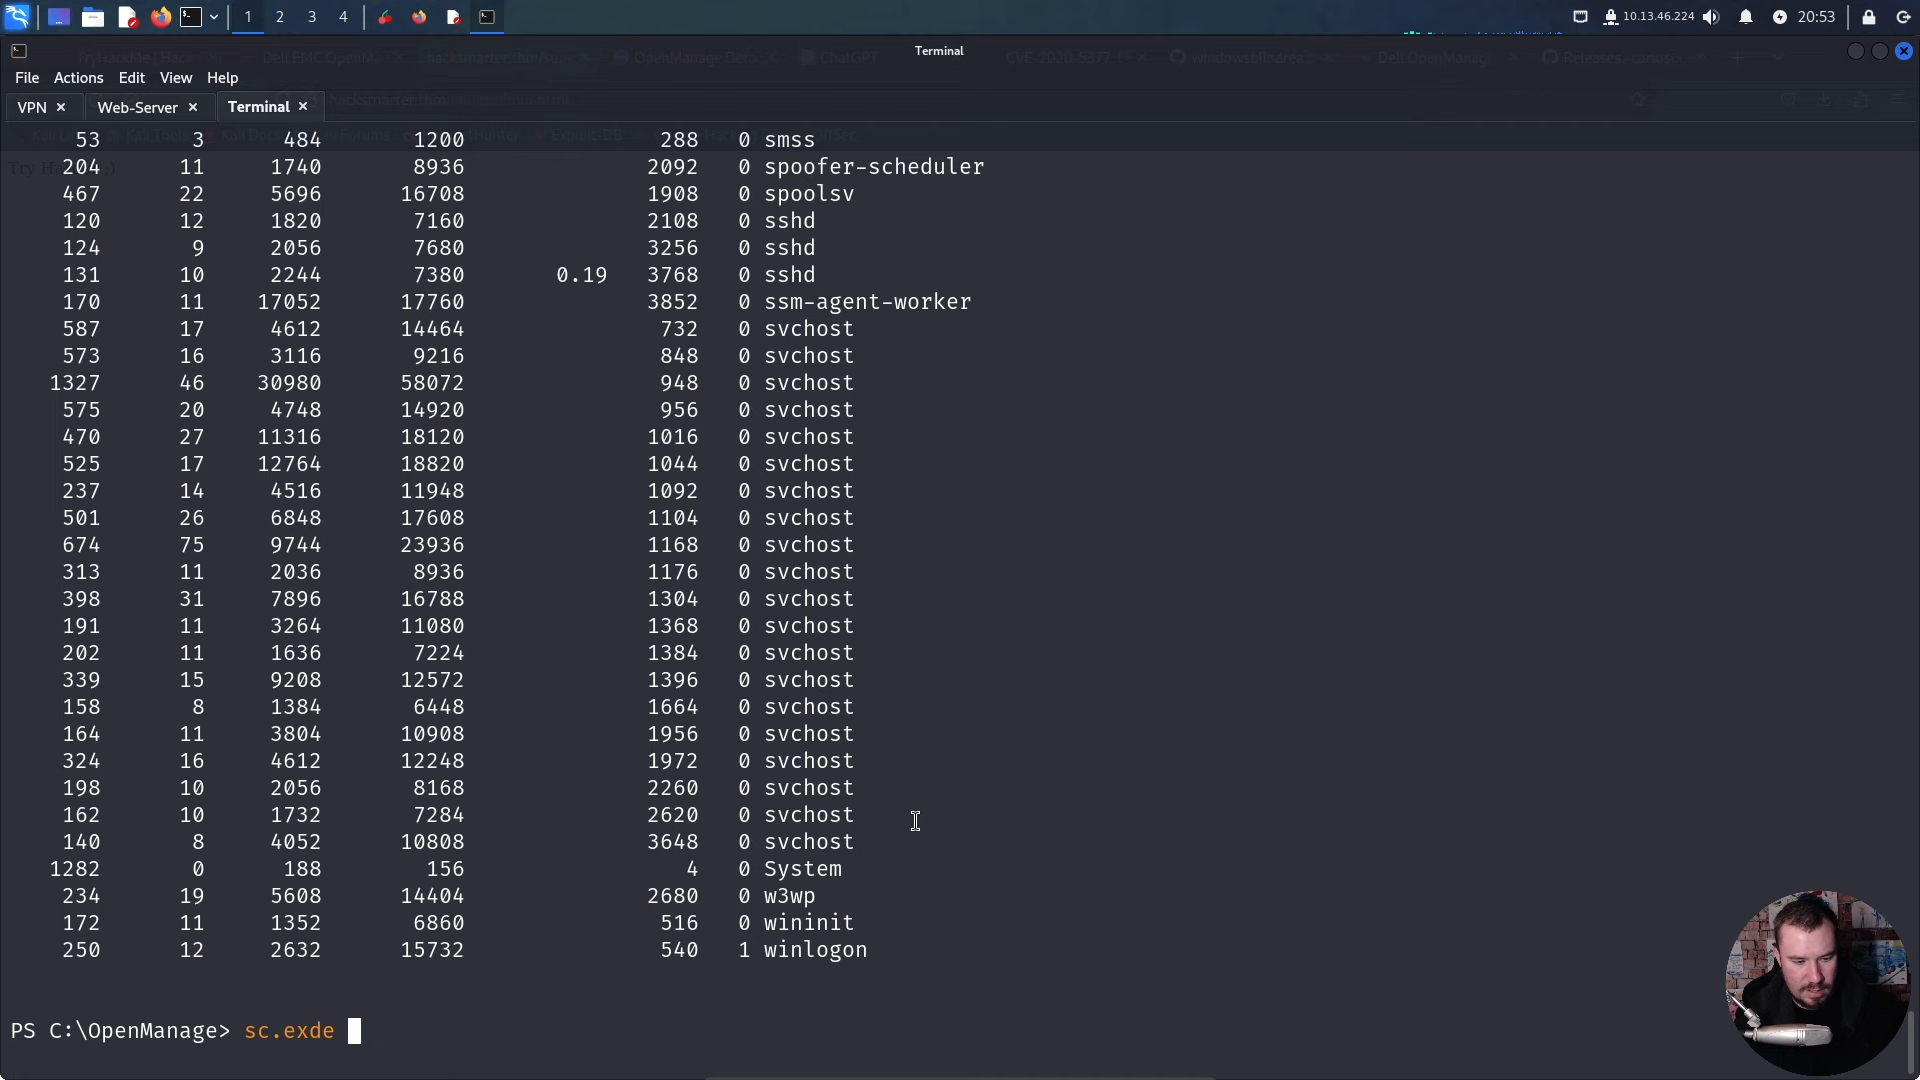 1 2 3 4 10.13.46.224 20:53
Terminal
File Actions Edit View Help
VPN Web-Server Terminal
53 3 484 1200 288 0 smss
204 11 1740 8936 2092 0 spoofer-scheduler
467 22 5696 16708 1908 0 spoolsv
120 12 1820 7160 2108 0 sshd
124 9 2056 7680 3256 0 sshd
131 10 2244 7380 0.19 3768 0 sshd
170 11 17052 17760 3852 0 ssm-agent-worker
587 17 4612 14464 732 0 svchost
573 16 3116 9216 848 0 svchost
1327 46 30980 58072 948 0 svchost
575 20 4748 14920 956 0 svchost
470 27 11316 18120 1016 0 svchost
525 17 12764 18820 1044 0 svchost
237 14 4516 11948 1092 0 svchost
501 26 6848 17608 1104 0 svchost
674 75 9744 23936 1168 0 svchost
313 11 2036 8936 1176 0 svchost
398 31 7896 16788 1304 0 svchost
191 11 3264 11080 1368 0 svchost
202 11 1636 7224 1384 0 svchost
339 15 9208 12572 1396 0 svchost
158 8 1384 6448 1664 0 svchost
164 11 3804 10908 1956 0 svchost
324 16 4612 12248 1972 0 svchost
198 10 2056 8168 2260 0 svchost
162 10 1732 7284 2620 0 svchost
140 8 4052 10808 3648 0 svchost
1282 0 188 156 4 0 System
234 19 5608 14404 2680 0 w3wp
172 11 1352 6860 516 0 wininit
250 12 2632 15732 540 1 winlogon
PS C:\OpenManage> sc.exde